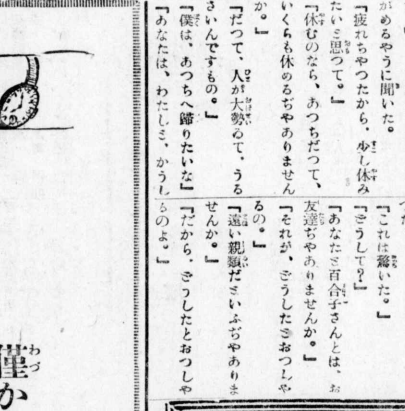 がめるやうに聞いた。
『疲れちやつたから、少し休み
たいと思つて。』
『休むのなら、あつちだつて、
いくらも休めるぢやありません
か。』
『だつて、人が大勢ゐて、うる
さいんですもの。』
『僕は、あつちへ歸りたいな』
『あなたは、わたしと、かうし
『これは驚いた。』
『どうして?』
『あなたと百合子さんとは、お
友達ぢやありませんか。』
『それが、どうしたとおつしや
るの。』
『遠い親類だといふぢやありま
せんか。』
『だから、どうしたとおつしや
るのよ。』
僅か